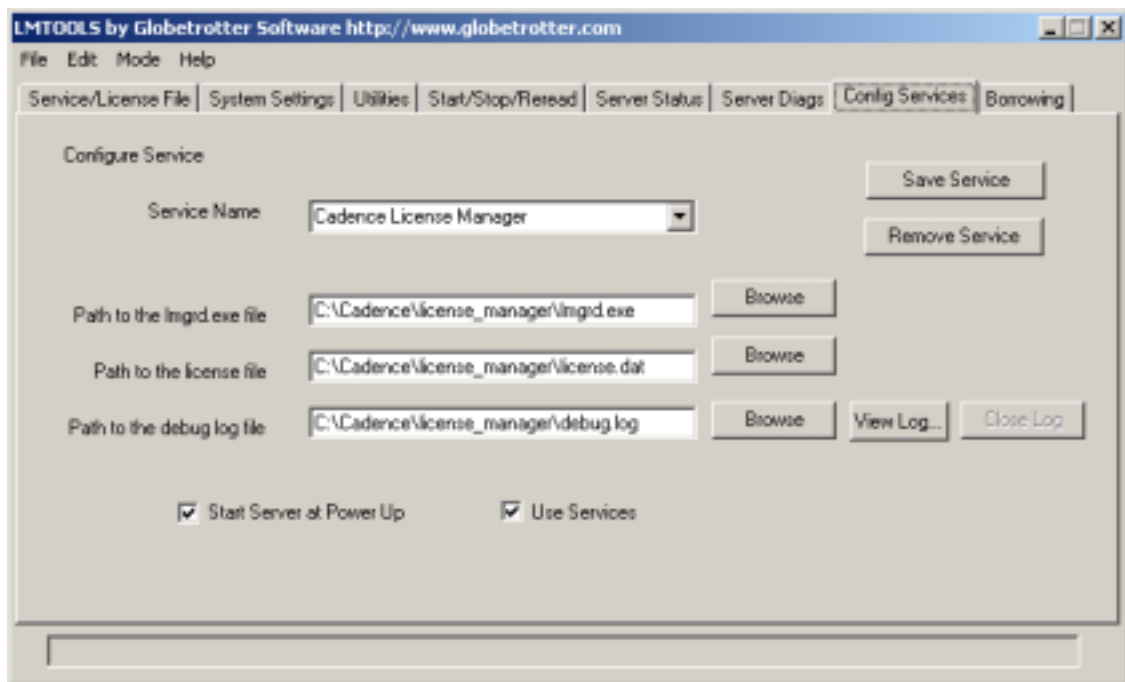 LMTOOLS by Globetrotter Software http://www.globetrotter.com
File Edit Mode Help
Service/License File System Settings Utilities Start/Stop/Reread Server Status Server Diags Config Services Borrowing
Configure Service
Save Service
Service Name Cadence License Manager
Remove Service
Path to the lmgrd.exe file C:\Cadence\license_manager\lmgrd.exe Browse
Path to the license file C:\Cadence\license_manager\license.dat Browse
Path to the debug log file C:\Cadence\license_manager\debug.log Browse View Log... Close Log
Start Server at Power Up Use Services